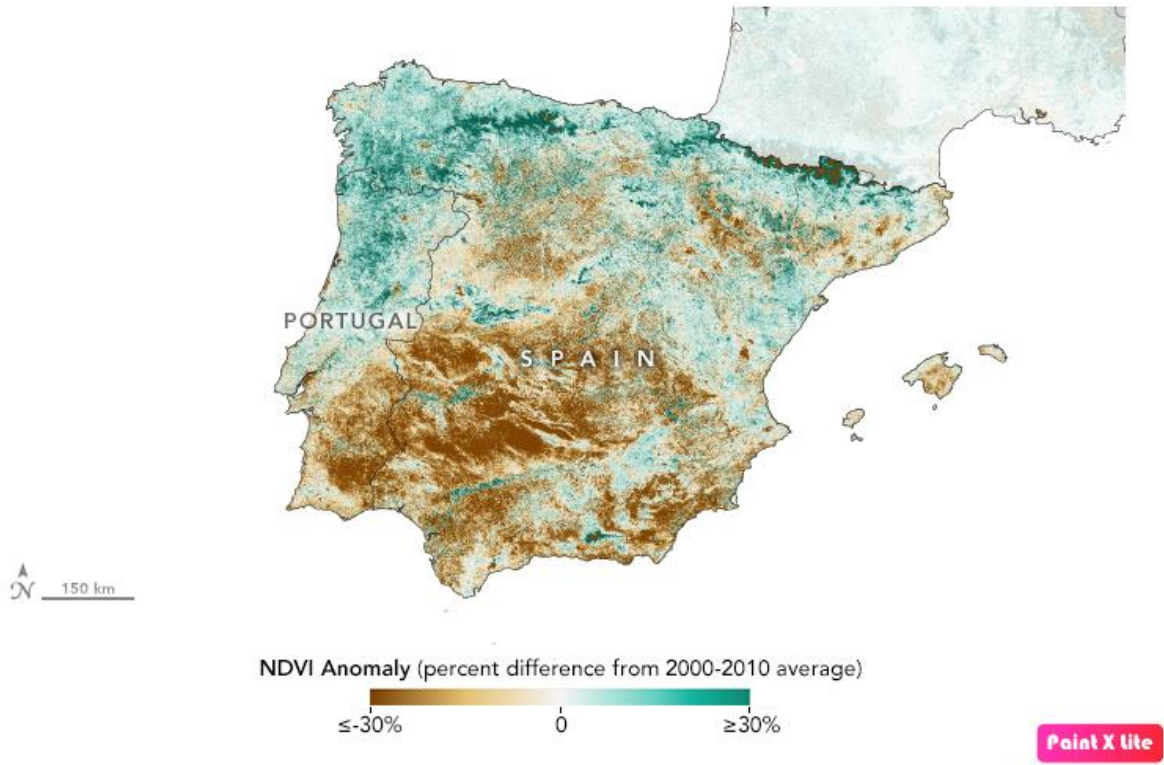 PORTUGAL
SPAIN
N
150 km
NDVI Anomaly (percent difference from 2000-2010 average)
≤-30% 0 ≥30%
Paint X Lite